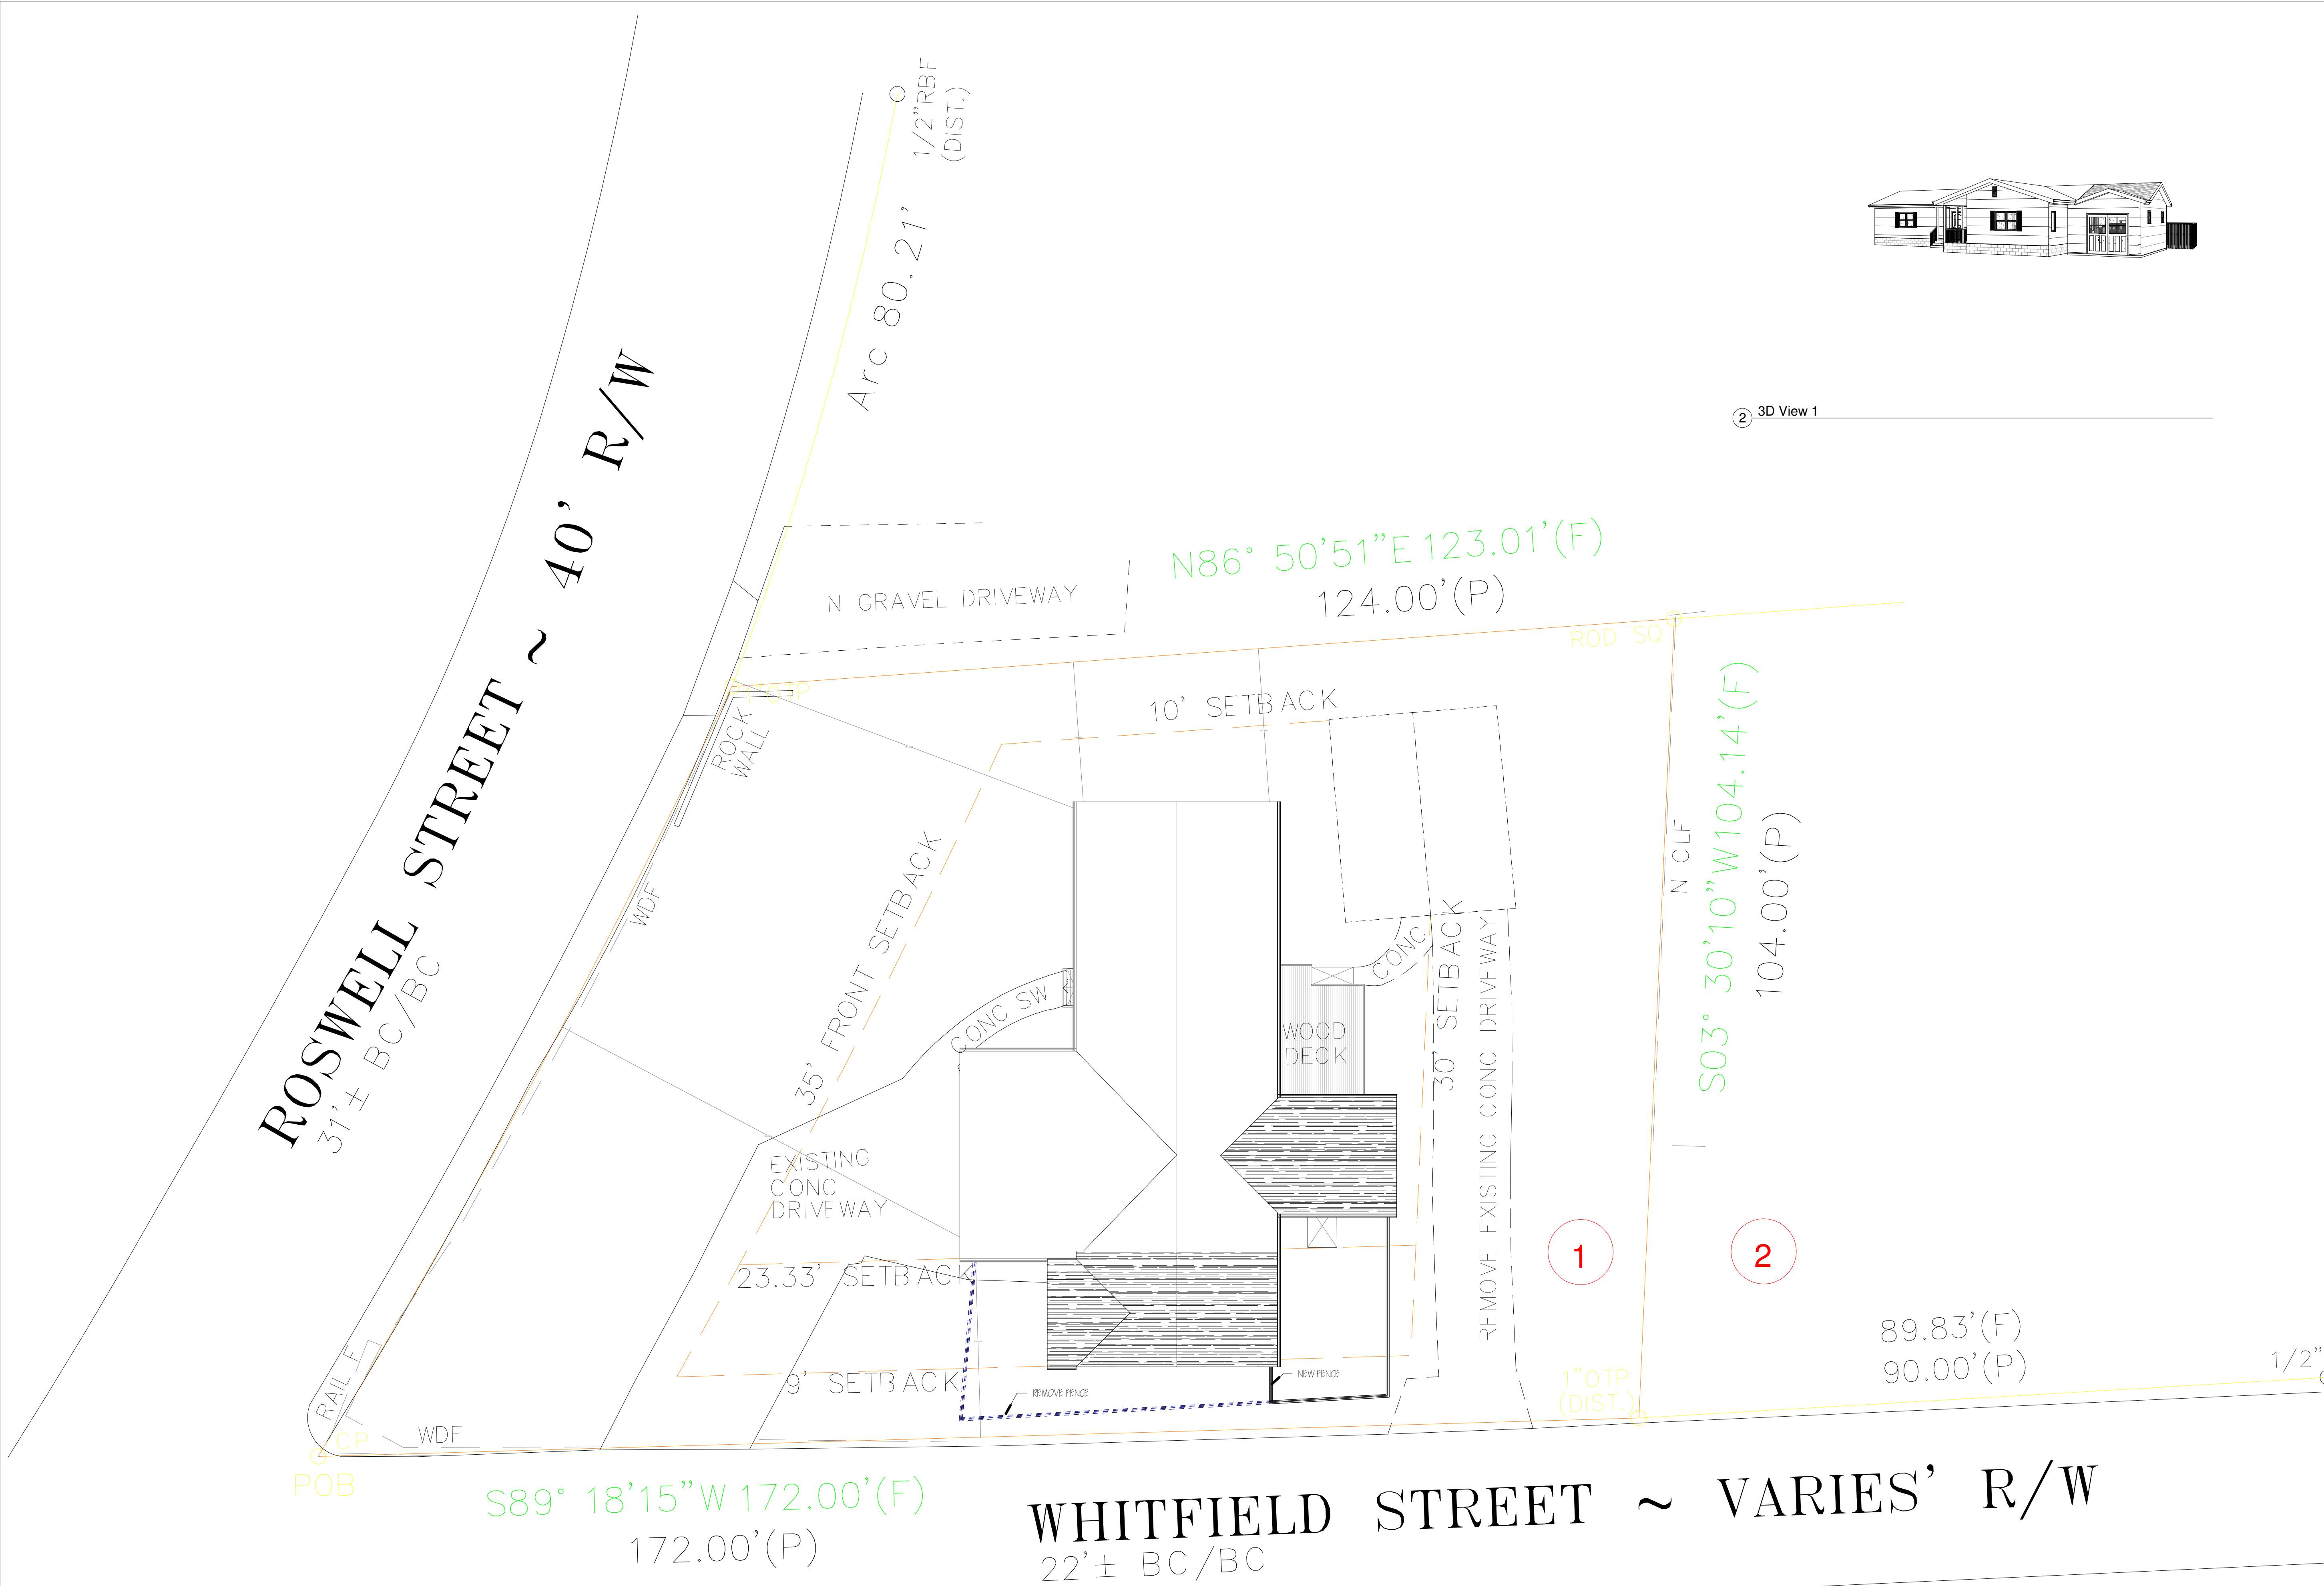 1/2"RBF
(DIST.)
Arc 80.21'
2 3D View 1
ROSWELL STREET ~ 40' R/W
31'± BC/BC
N86° 50'51"E 123.01'(F)
124.00'(P)
N GRAVEL DRIVEWAY
ROD SQ
OTP
ROCK
WALL
10' SETBACK
WDF
35' FRONT SETBACK
N CLF
S03° 30'10"W104.14'(F)
104.00'(P)
CONC SW
CONC
WOOD
DECK
30' SETBACK
REMOVE EXISTING CONC DRIVEWAY
EXISTING
CONC
DRIVEWAY
23.33' SETBACK
1
2
9' SETBACK
REMOVE FENCE
NEW FENCE
89.83'(F)
90.00'(P)
1/2"
1"OTP
(DIST.)
RAIL F
CP
WDF
POB
S89° 18'15"W 172.00'(F)
172.00'(P)
WHITFIELD STREET ~ VARIES' R/W
22'± BC/BC